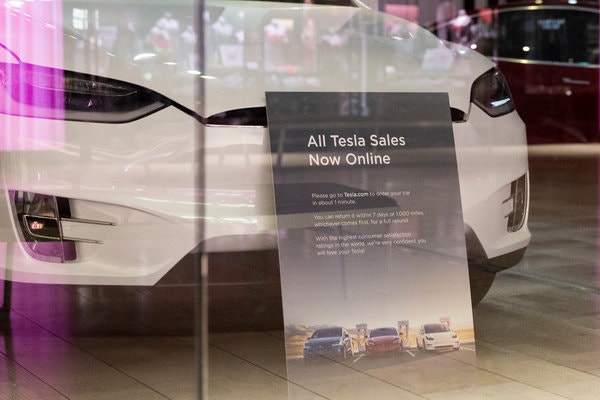 All Tesla Sales
Now Online
Please go to Tesla.com to order your car
in about 1 minute.
You can return it within 7 days or 1,000 miles,
whichever comes first, for a full refund.
With the highest consumer satisfaction
ratings in the world, we're very confident you
will love your Tesla!